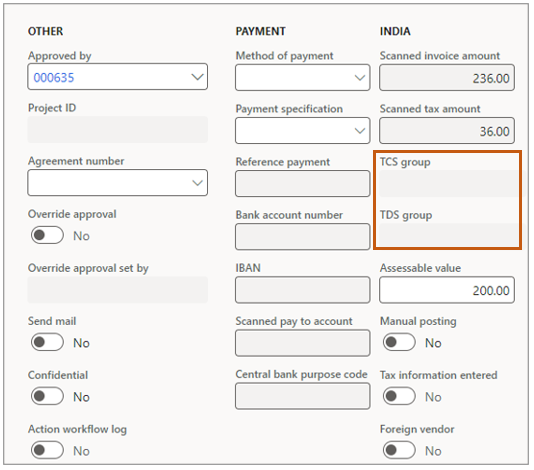 OTHER
Approved by
000635
Project ID
Agreement number
Override approval
No
Override approval set by
Send mail
No
Confidential
No
Action workflow log
No
PAYMENT
Method of payment
Payment specification
Reference payment
Bank account number
IBAN
Scanned pay to account
Central bank purpose code
INDIA
Scanned invoice amount
236.00
Scanned tax amount
36.00
TCS group
TDS group
Assessable value
200.00
Manual posting
No
Tax information entered
No
Foreign vendor
No